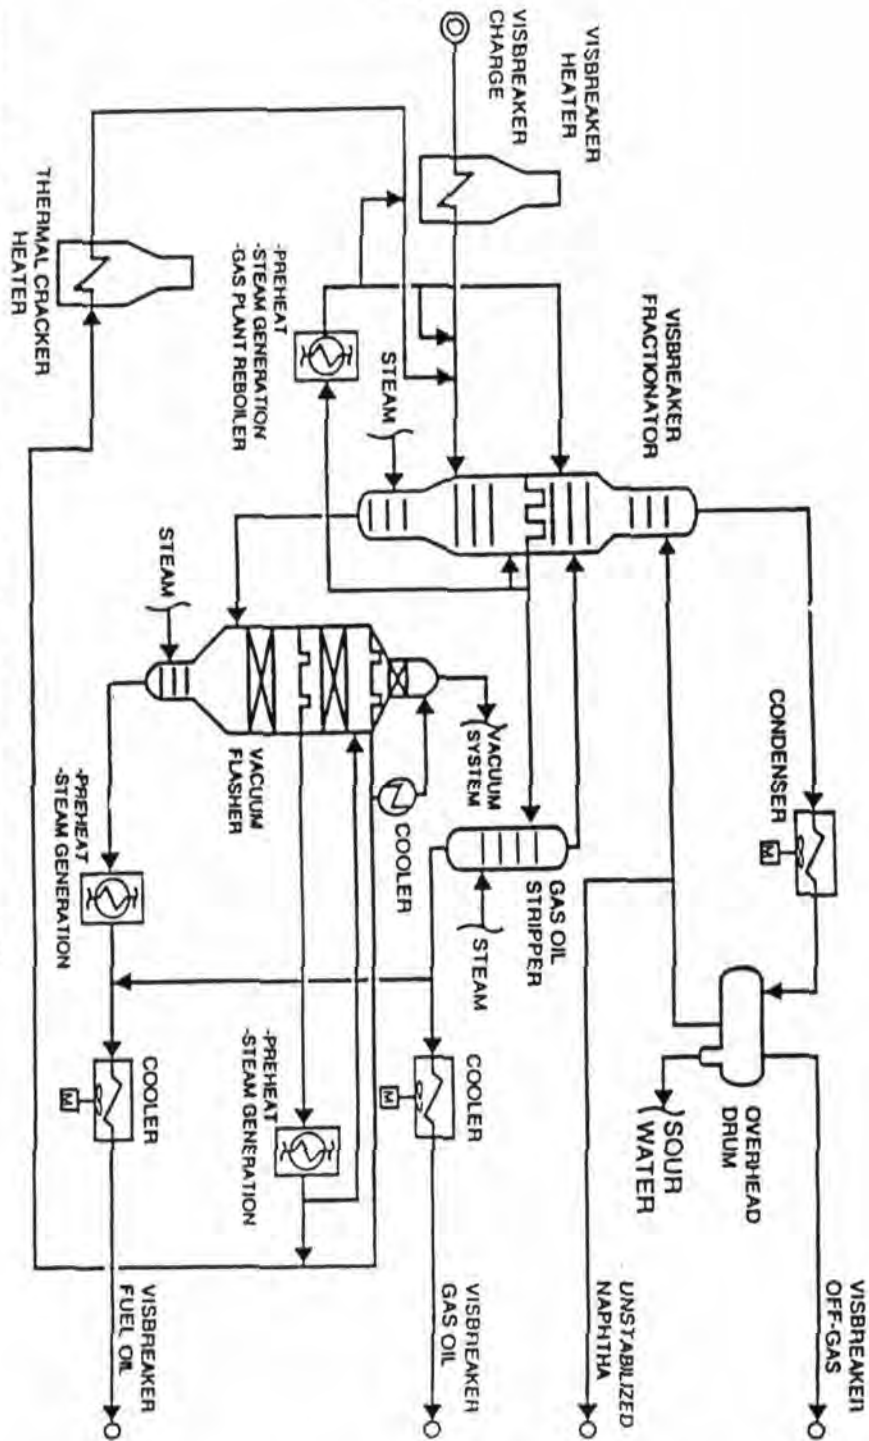 VISBREAKER
HEATER
VISBREAKER
CHARGE
THERMAL CRACKER
HEATER
-PREHEAT
-STEAM GENERATION
-GAS PLANT REBOILER
STEAM
VISBREAKER
FRACTIONATOR
STEAM
VACUUM
FLASHER
VACUUM
SYSTEM
COOLER
GAS OIL
STRIPPER
STEAM
CONDENSER
M
OVERHEAD
DRUM
SOUR
WATER
-PREHEAT
-STEAM GENERATION
COOLER
M
-PREHEAT
-STEAM GENERATION
COOLER
M
VISBREAKER
OFF-GAS
UNSTABILIZED
NAPHTHA
VISBREAKER
GAS OIL
VISBREAKER
FUEL OIL